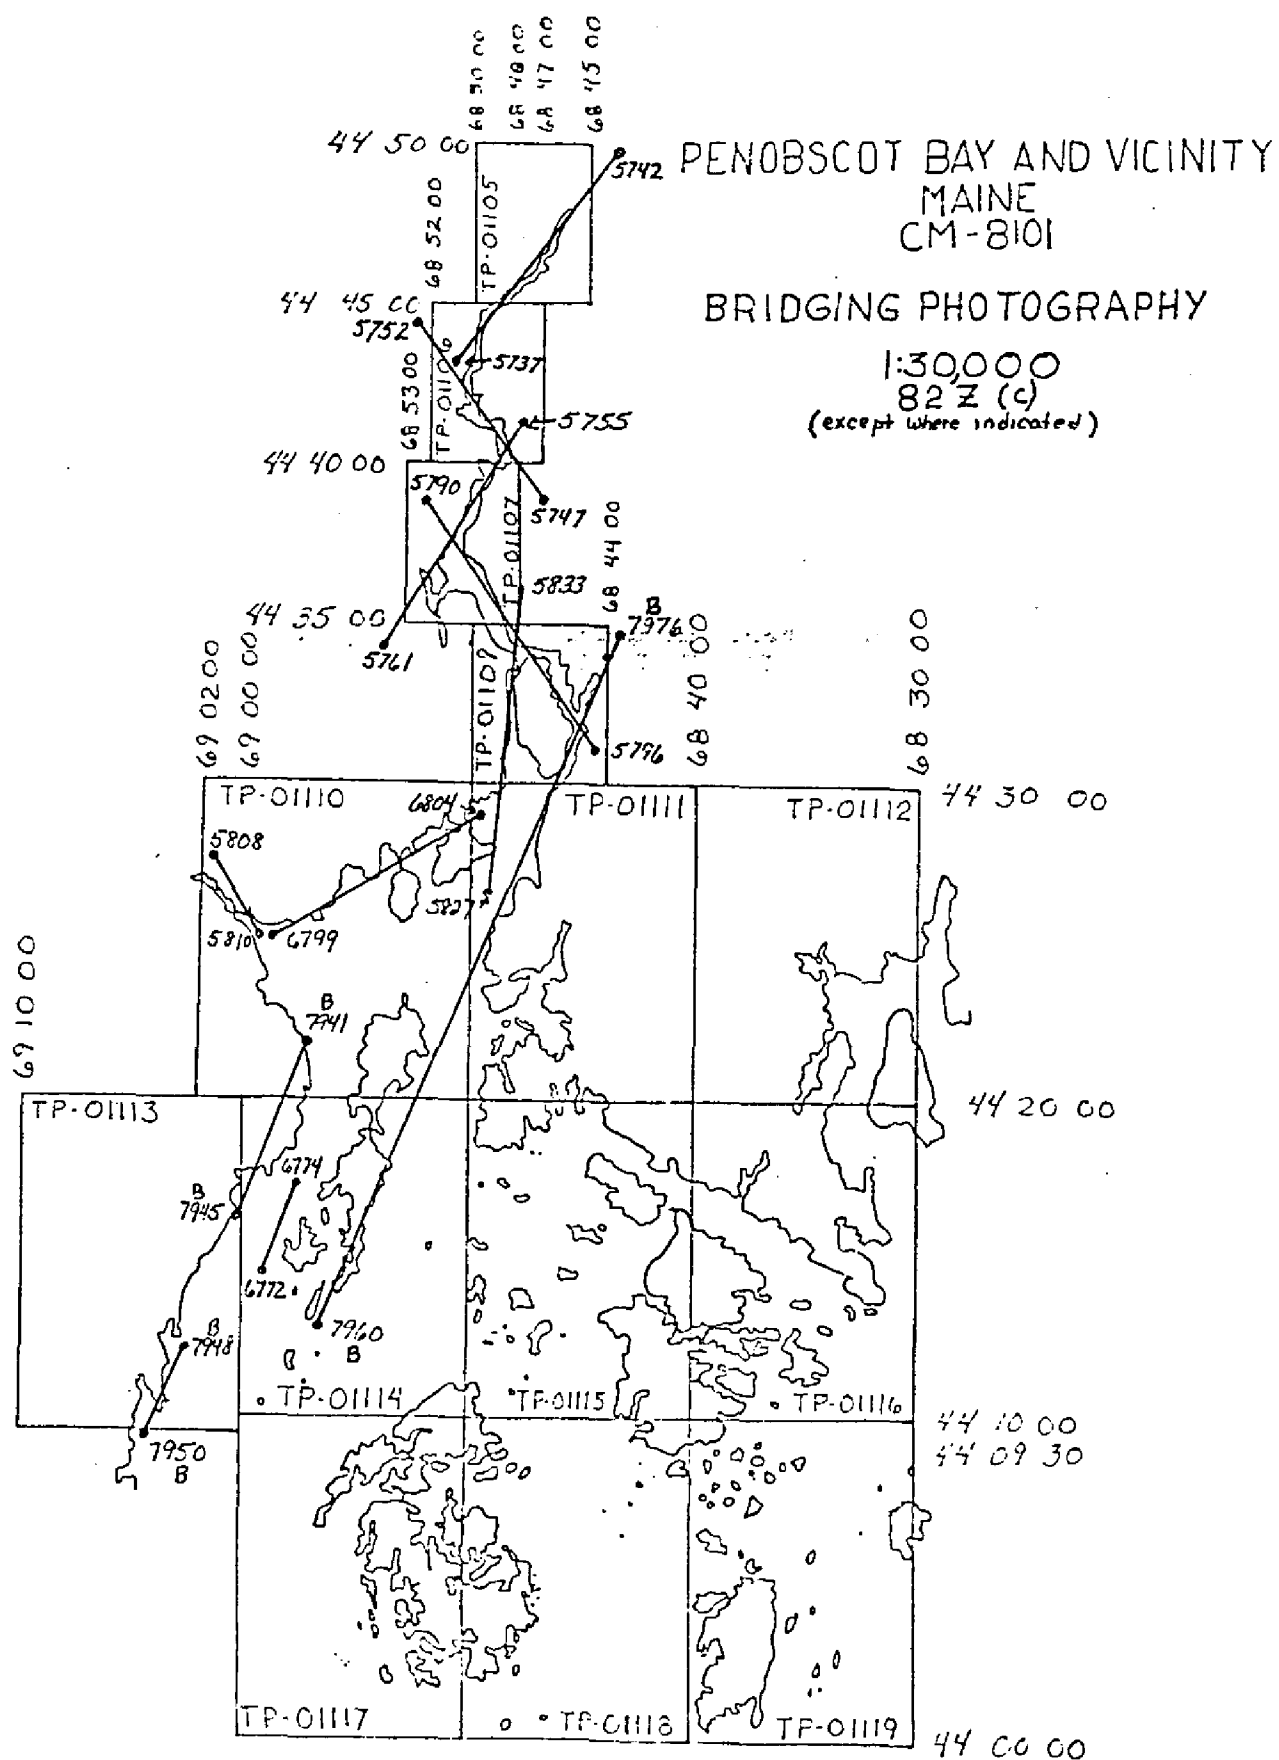 68 50 00
68 48 00
68 47 00
68 45 00
44 50 00
5742
PENOBSCOT BAY AND VICINITY
MAINE
CM-8101
68 52 00
TP-01105
44 45 CC
5752
BRIDGING PHOTOGRAPHY
1:30,000
82 Z (C)
(except where indicated)
5737
68 53 00
TP-01106
5755
44 40 00
5790
5747
TP-01107
68 44 00
5833
44 35 00
B
7976
5761
69 02 00
69 00 00
TP-01109
68 40 00
68 30 00
5796
TP-01110
6804
TP-01111
TP-01112
44 30 00
5808
5827
5810
6799
69 10 00
B
7941
TP-01113
44 20 00
6774
B
7945
6772
7960
B
B
7948
TP-01114
TP-01115
TP-01116
44 10 00
44 09 30
7950
B
TP-01117
TP-01118
TP-01119
44 00 00